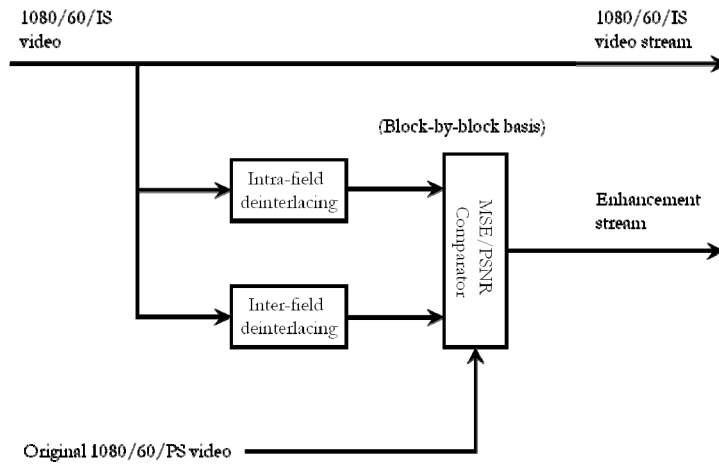 1080/60/IS
video
1080/60/IS
video stream
(Block-by-block basis)
Intra-field
deinterlacing
MSE/PSNR
Comparator
Enhancement
stream
Inter-field
deinterlacing
Original 1080/60/PS video